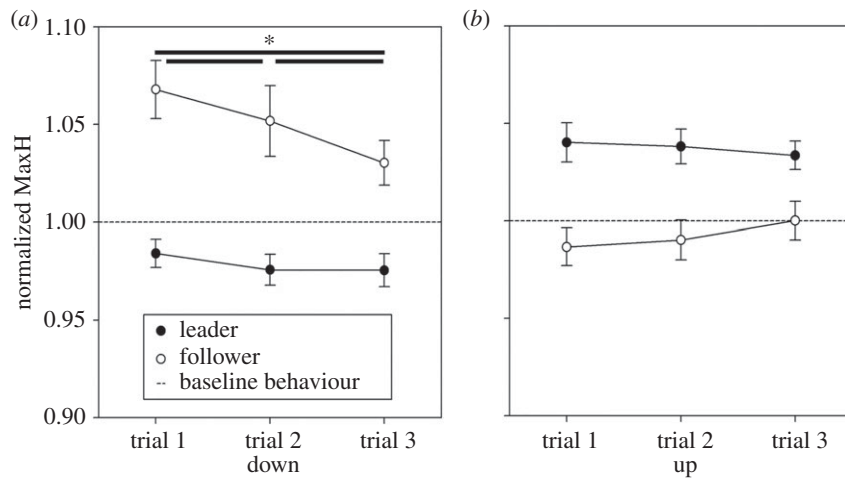 (a)
(b)
*
normalized MaxH
1.10
1.05
1.00
0.95
0.90
leader
follower
baseline behaviour
trial 1 trial 2 trial 3
down
trial 1 trial 2 trial 3
up